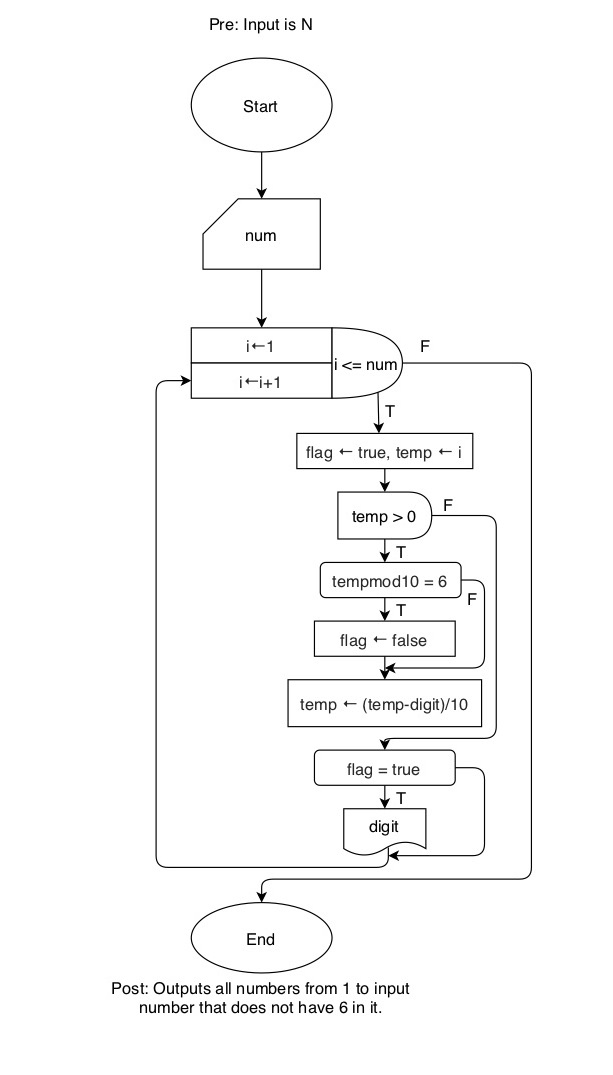 Pre: Input is N
Start
num
i←1
i←i+1
i <= num
F
T
flag ← true, temp ← i
temp > 0
F
T
tempmod10 = 6
F
T
flag ← false
temp ← (temp-digit)/10
flag = true
T
digit
End
Post: Outputs all numbers from 1 to input
number that does not have 6 in it.